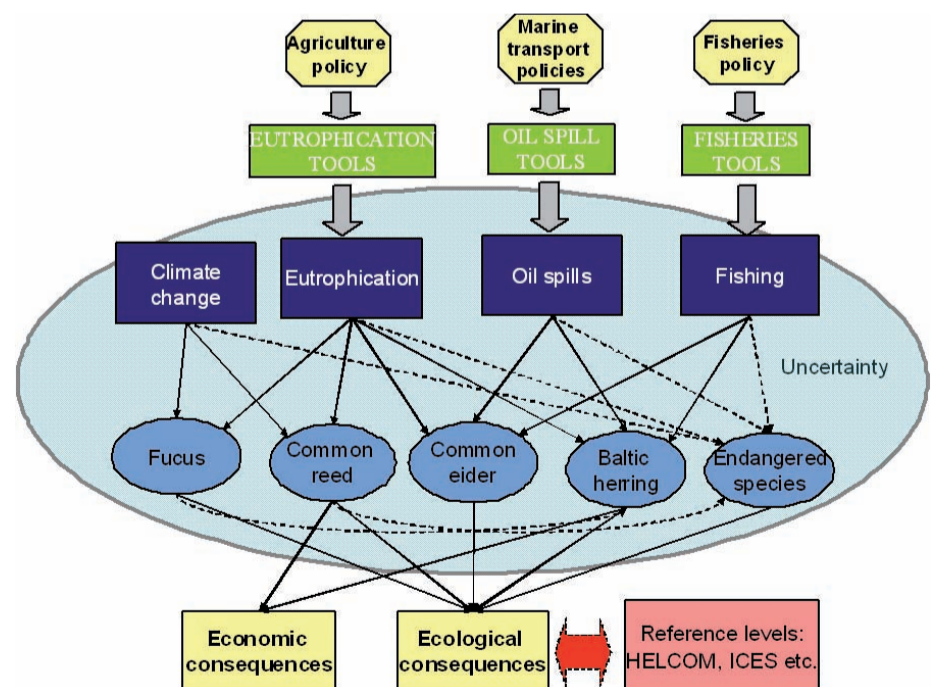 Agriculture
policy
Marine
transport
policies
Fisheries
policy
EUTROPHICATION
TOOLS
OIL SPILL
TOOLS
FISHERIES
TOOLS
Climate
change
Eutrophication
Oil spills
Fishing
Uncertainty
Fucus
Common
reed
Common
eider
Baltic
herring
Endangered
species
Economic
consequences
Ecological
consequences
Reference levels:
HELCOM, ICES etc.